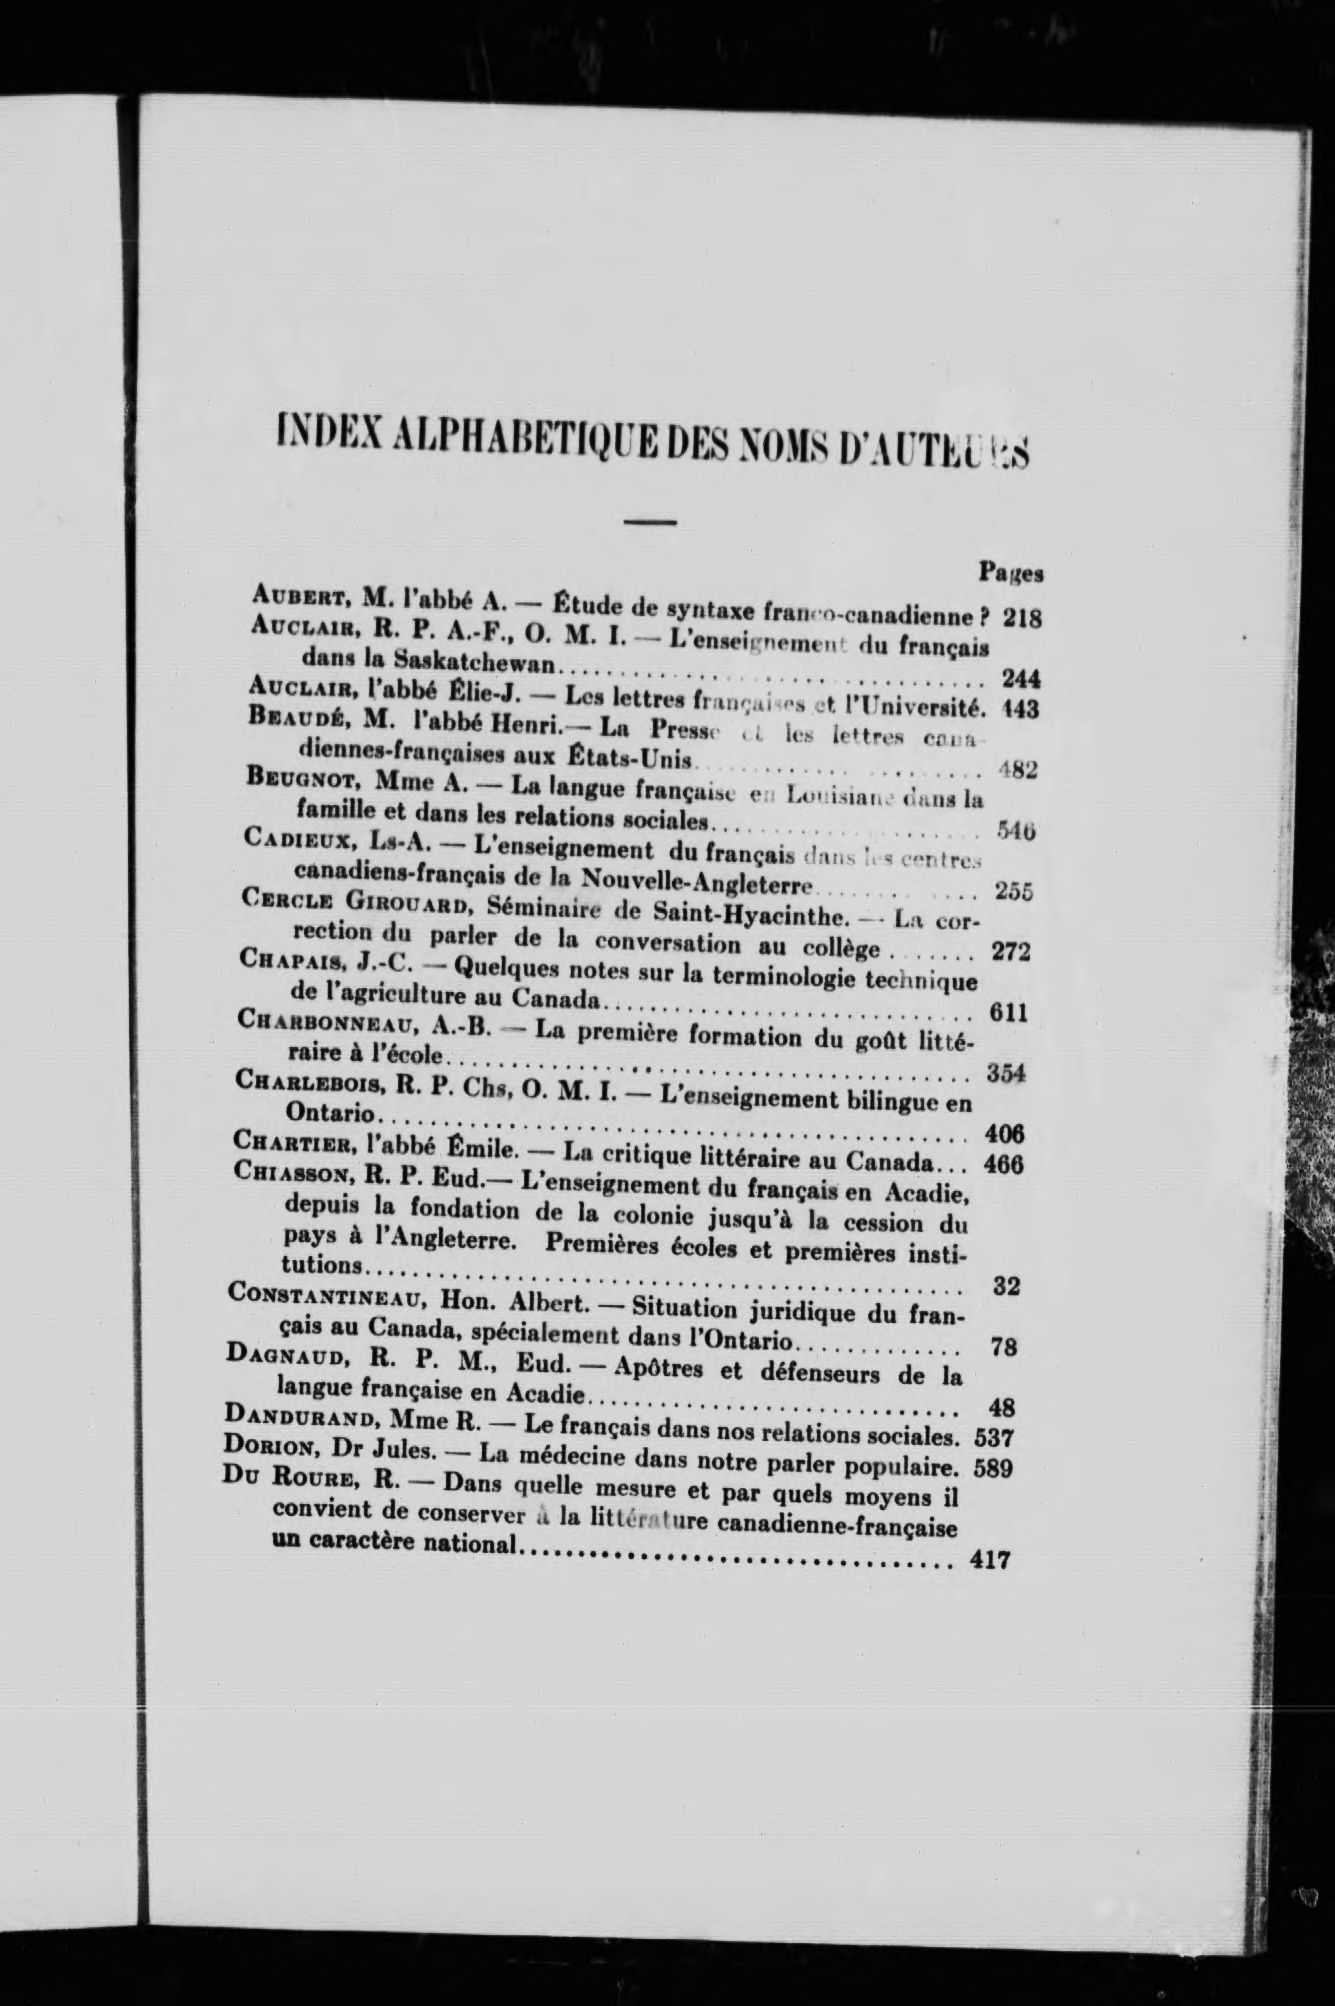 INDEX ALPHABETIQUE DES NOMS D'AUTEURS
Pages
AUBERT, M. l'abbé A. — Étude de syntaxe franco-canadienne ? 218
AUCLAIR, R. P. A.-F., O. M. I. — L'enseignement du français
dans la Saskatchewan.................................... 244
AUCLAIR, l'abbé Élie-J. — Les lettres françaises et l'Université. 443
BEAUDÉ, M. l'abbé Henri.— La Presse et les lettres cana-
diennes-françaises aux États-Unis........................ 482
BEUGNOT, Mme A. — La langue française en Louisiane dans la
famille et dans les relations sociales...................... 546
CADIEUX, Ls-A. — L'enseignement du français dans les centres
canadiens-français de la Nouvelle-Angleterre............. 255
CERCLE GIROUARD, Séminaire de Saint-Hyacinthe. — La cor-
rection du parler de la conversation au collège ....... 272
CHAPAIS, J.-C. — Quelques notes sur la terminologie technique
de l'agriculture au Canada............................... 611
CHARBONNEAU, A.-B. — La première formation du goût litté-
raire à l'école............................................ 354
CHARLEBOIS, R. P. Chs, O. M. I. — L'enseignement bilingue en
Ontario................................................. 406
CHARTIER, l'abbé Émile. — La critique littéraire au Canada... 466
CHIASSON, R. P. Eud.— L'enseignement du français en Acadie,
depuis la fondation de la colonie jusqu'à la cession du
pays à l'Angleterre. Premières écoles et premières insti-
tutions.................................................. 32
CONSTANTINEAU, Hon. Albert. — Situation juridique du fran-
çais au Canada, spécialement dans l'Ontario.............. 78
DAGNAUD, R. P. M., Eud. — Apôtres et défenseurs de la
langue française en Acadie............................... 48
DANDURAND, Mme R. — Le français dans nos relations sociales. 537
DORION, Dr Jules. — La médecine dans notre parler populaire. 589
DU ROURE, R. — Dans quelle mesure et par quels moyens il
convient de conserver à la littérature canadienne-française
un caractère national.................................... 417